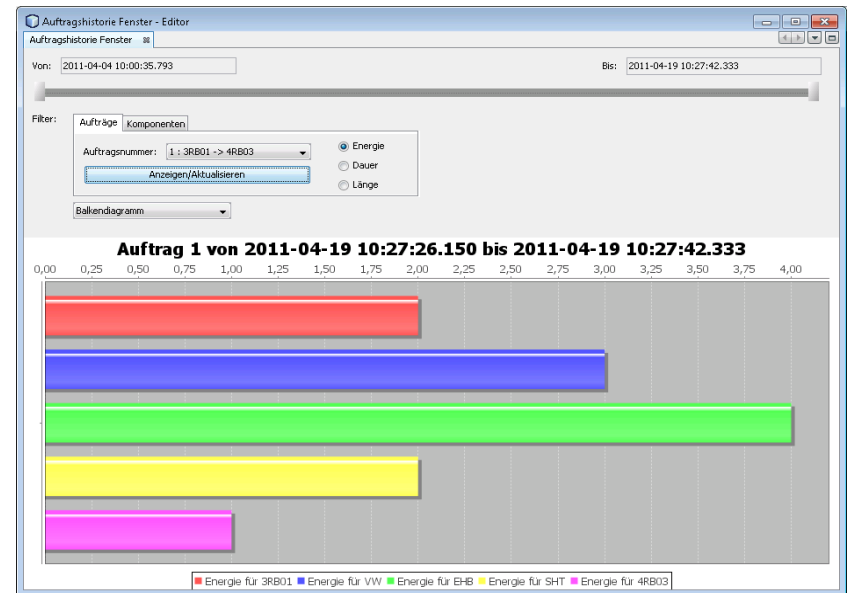 Auftragshistorie Fenster - Editor
Auftragshistorie Fenster
Von: 2011-04-04 10:00:35.793 Bis: 2011-04-19 10:27:42.333
Filter: Aufträge Komponenten
Auftragsnummer: 1 : 3RB01 -> 4RB03 Energie
Anzeigen/Aktualisieren Dauer
Länge
Balkendiagramm
Auftrag 1 von 2011-04-19 10:27:26.150 bis 2011-04-19 10:27:42.333
0,00 0,25 0,50 0,75 1,00 1,25 1,50 1,75 2,00 2,25 2,50 2,75 3,00 3,25 3,50 3,75 4,00
Energie für 3RB01 Energie für VW Energie für EHB Energie für SHT Energie für 4RB03